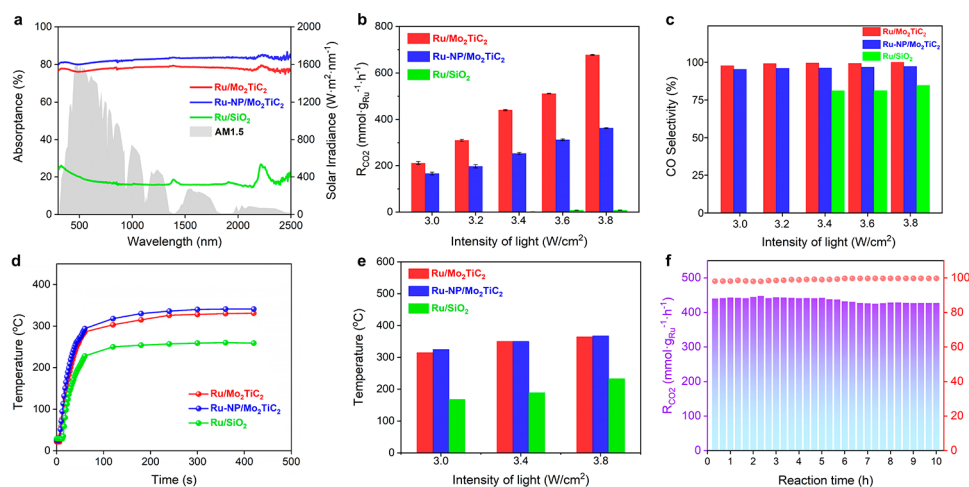 a
100
80
60
40
20
0
Absorptance (%)
Ru/Mo₂TiC₂
Ru-NP/Mo₂TiC₂
Ru/SiO₂
AM1.5
2000
1800
1600
1400
1200
1000
800
600
400
200
0
Solar Irradiance (W·m⁻²·nm⁻¹)
500
1000
1500
2000
2500
Wavelength (nm)
b
1000
800
600
400
200
0
R_CO2 (mmol·g_Ru⁻¹·h⁻¹)
Ru/Mo₂TiC₂
Ru-NP/Mo₂TiC₂
Ru/SiO₂
3.0
3.2
3.4
3.6
3.8
Intensity of light (W/cm²)
c
125
100
75
50
25
0
CO Selectivity (%)
Ru/Mo₂TiC₂
Ru-NP/Mo₂TiC₂
Ru/SiO₂
3.0
3.2
3.4
3.6
3.8
Intensity of light (W/cm²)
d
400
300
200
100
0
Temperature (°C)
Ru/Mo₂TiC₂
Ru-NP/Mo₂TiC₂
Ru/SiO₂
0
100
200
300
400
500
Time (s)
e
600
500
400
300
200
100
0
Temperature (°C)
Ru/Mo₂TiC₂
Ru-NP/Mo₂TiC₂
Ru/SiO₂
3.0
3.4
3.8
Intensity of light (W/cm²)
f
500
400
300
200
100
0
R_CO2 (mmol·g_Ru⁻¹·h⁻¹)
100
80
60
40
20
0
0
1
2
3
4
5
6
7
8
9
10
Reaction time (h)